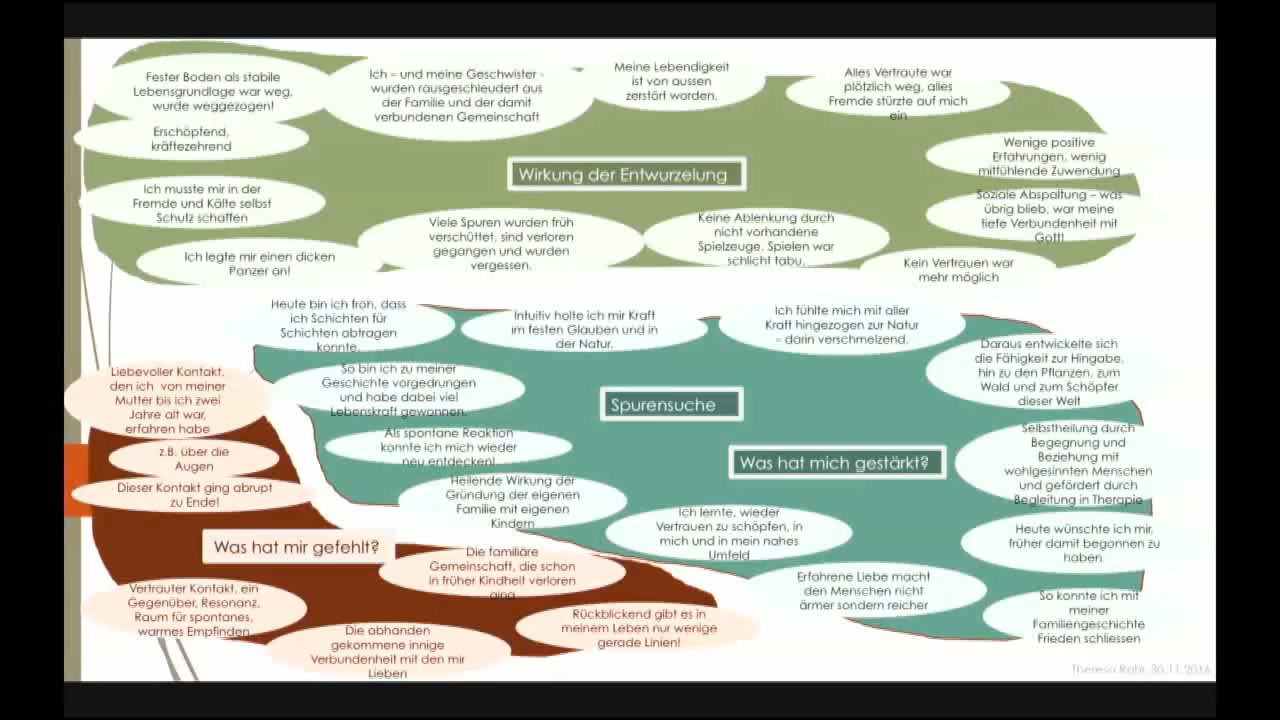 Fester Boden als stabile
Lebensgrundlage war weg,
wurde weggezogen!
Ich – und meine Geschwister -
wurden rausgeschleudert aus
der Familie und der damit
verbundenen Gemeinschaft
Meine Lebendigkeit
ist von aussen
zerstört worden.
Alles Vertraute war
plötzlich weg, alles
Fremde stürzte auf mich
ein
Erschöpfend,
kräftezehrend
Wenige positive
Erfahrungen, wenig
mitfühlende Zuwendung
Wirkung der Entwurzelung
Ich musste mir in der
Fremde und Kälte selbst
Schutz schaffen
Soziale Abspaltung – was
übrig blieb, war meine
tiefe Verbundenheit mit
Gott!
Viele Spuren wurden früh
verschüttet, sind verloren
gegangen und wurden
vergessen.
Keine Ablenkung durch
nicht vorhandene
Spielzeuge. Spielen war
schlicht tabu.
Ich legte mir einen dicken
Panzer an!
Kein Vertrauen war
mehr möglich
Heute bin ich froh, dass
ich Schichten für
Schichten abtragen
konnte.
Intuitiv holte ich mir Kraft
im festen Glauben und in
der Natur.
Ich fühlte mich mit aller
Kraft hingezogen zur Natur
– darin verschmelzend.
Daraus entwickelte sich
die Fähigkeit zur Hingabe,
hin zu den Pflanzen, zum
Wald und zum Schöpfer
dieser Welt
Liebevoller Kontakt,
den ich von meiner
Mutter bis ich zwei
Jahre alt war,
erfahren habe
So bin ich zu meiner
Geschichte vorgedrungen
und habe dabei viel
Lebenskraft gewonnen.
Spurensuche
Als spontane Reaktion
konnte ich mich wieder
neu entdecken!
z.B. über die
Augen
Was hat mich gestärkt?
Selbstheilung durch
Begegnung und
Beziehung mit
wohlgesinnten Menschen
und gefördert durch
Begleitung in Therapie
Dieser Kontakt ging abrupt
zu Ende!
Heilende Wirkung der
Gründung der eigenen
Familie mit eigenen
Kindern
Ich lernte, wieder
Vertrauen zu schöpfen, in
mich und in mein nahes
Umfeld
Heute wünschte ich mir,
früher damit begonnen zu
haben
Was hat mir gefehlt?
Die familiäre
Gemeinschaft, die schon
in früher Kindheit verloren
ging
Erfahrene Liebe macht
den Menschen nicht
ärmer sondern reicher
Vertrauter Kontakt, ein
Gegenüber, Resonanz,
Raum für spontanes,
warmes Empfinden
So konnte ich mit
meiner
Familiengeschichte
Frieden schliessen
Rückblickend gibt es in
meinem Leben nur wenige
gerade Linien!
Die abhanden
gekommene innige
Verbundenheit mit den mir
Lieben
Theresa Rohr, 30.11.2016